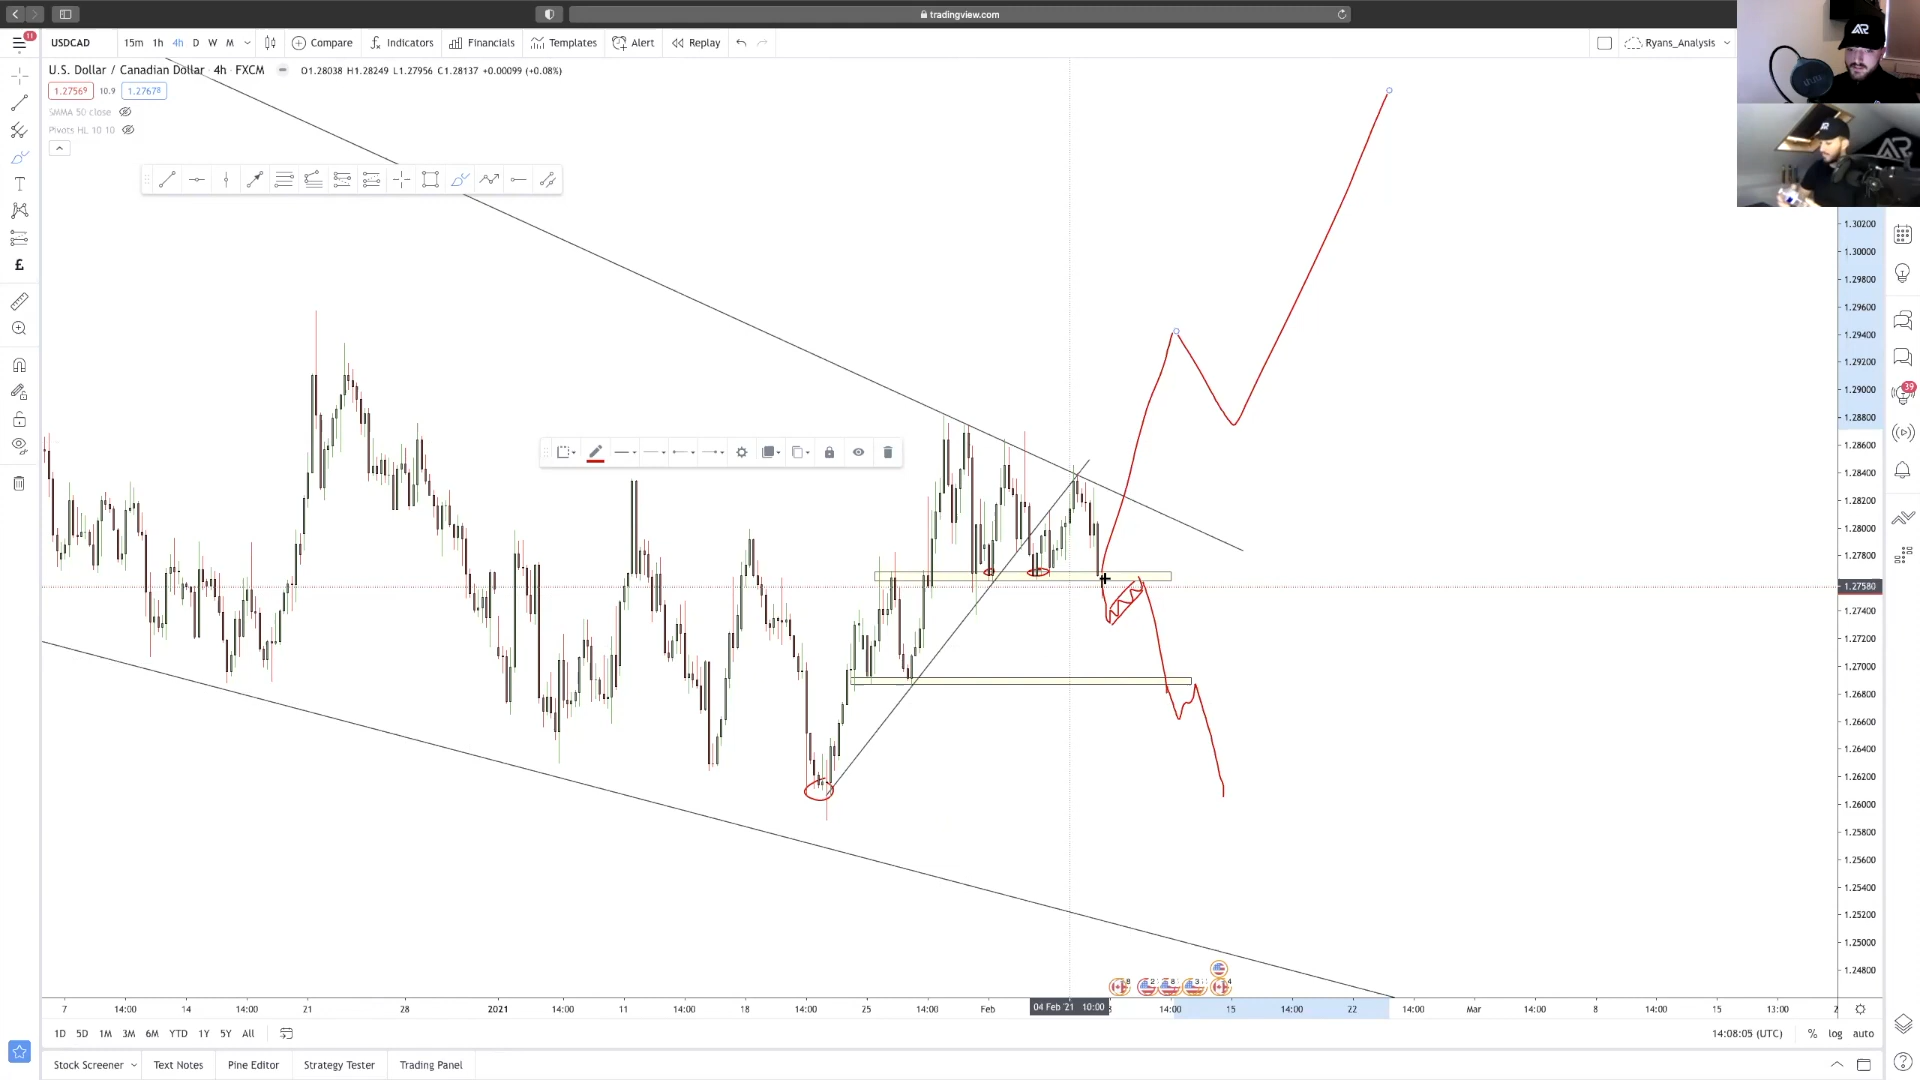 tradingview.com
11
USDCAD 15m 1h 4h D W M Compare Indicators Financials Templates Alert Replay Ryans_Analysis
U.S. Dollar / Canadian Dollar · 4h · FXCM O1.28038 H1.28249 L1.27956 C1.28137 +0.00099 (+0.08%)
1.27569 10.9 1.27678
SMMA 50 close
Pivots HL 10 10
AR
AR
1.30200
1.30000
1.29800
1.29600
1.29400
1.29200
1.29000
39
1.28800
1.28600
1.28400
1.28200
1.28000
1.27800
1.27580
1.27400
1.27200
1.27000
1.26800
1.26600
1.26400
1.26200
1.26000
1.25800
1.25600
1.25400
1.25200
1.25000
1.24800
7 14:00 14 14:00 21 28 2021 14:00 11 14:00 18 14:00 25 14:00 Feb 04 Feb '21 10:00 8 14:00 15 14:00 22 14:00 Mar 14:00 8 14:00 15 13:00 2
1D 5D 1M 3M 6M YTD 1Y 5Y All 14:08:05 (UTC) % log auto
Stock Screener Text Notes Pine Editor Strategy Tester Trading Panel